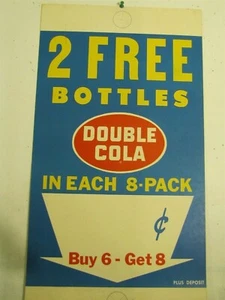 2 FREE
BOTTLES
DOUBLE
COLA
IN EACH 8-PACK
¢
Buy 6 - Get 8
PLUS DEPOSIT